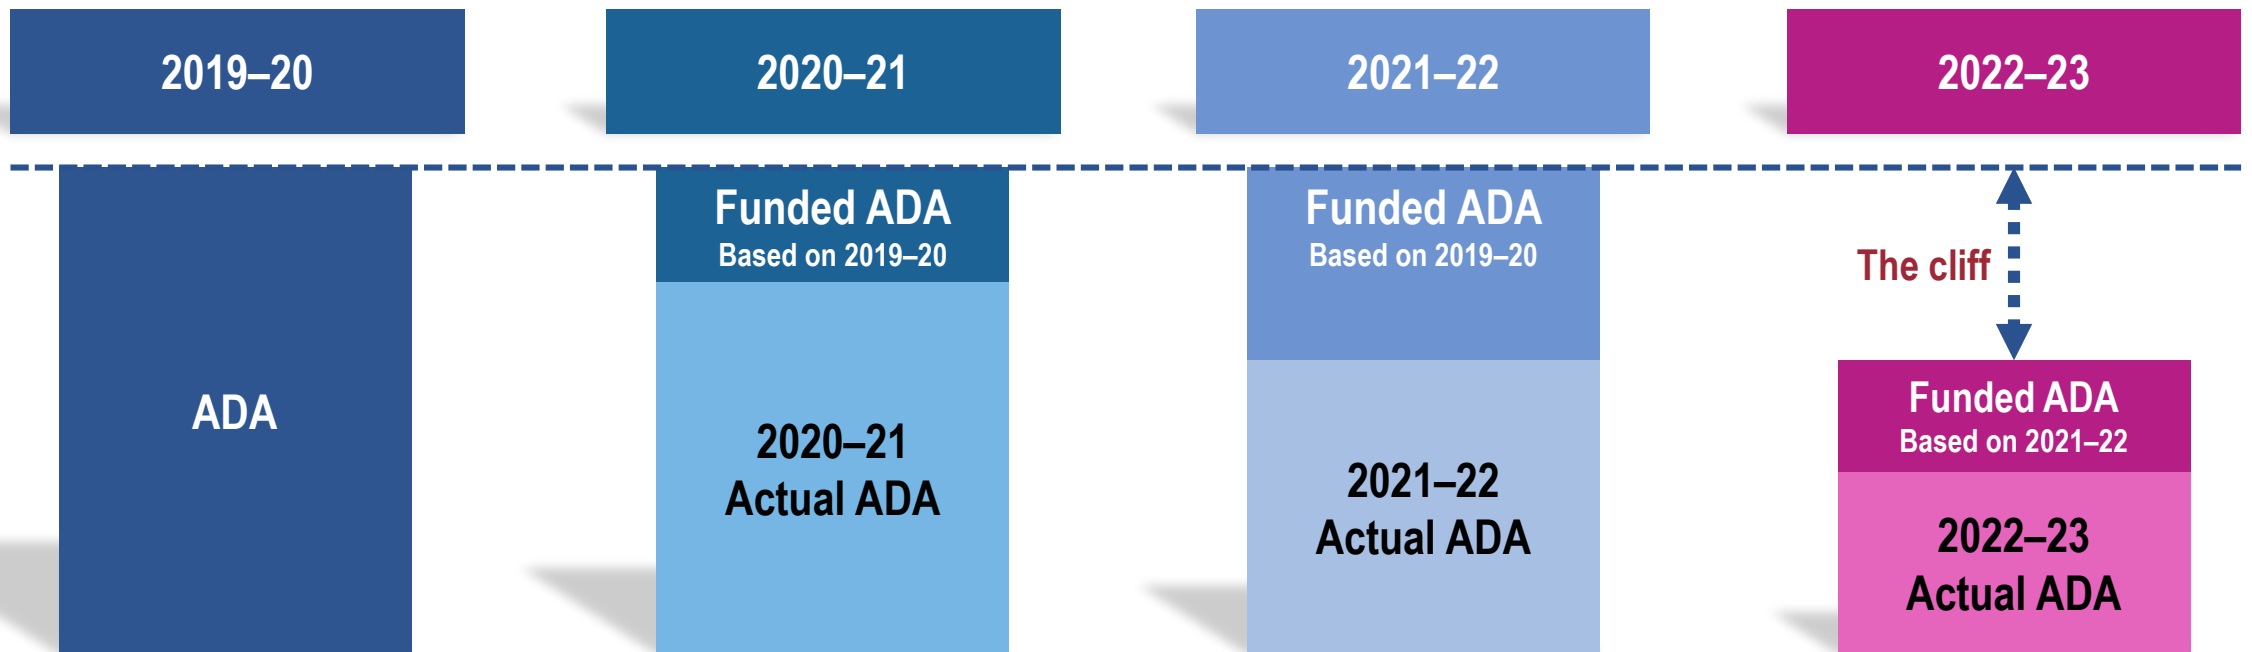 2019–20
2020–21
2021–22
2022–23
ADA
Funded ADA
Based on 2019–20
2020–21
Actual ADA
Funded ADA
Based on 2019–20
2021–22
Actual ADA
The cliff
Funded ADA
Based on 2021–22
2022–23
Actual ADA